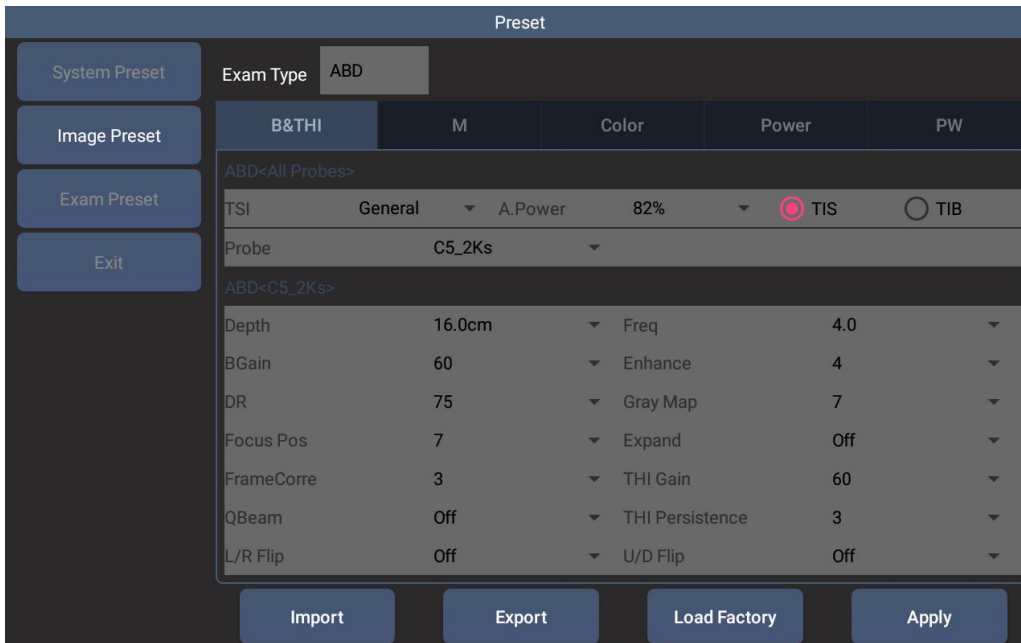 Preset
System Preset
Image Preset
Exam Preset
Exit
Exam Type ABD
B&THI M Color Power PW
ABD<All Probes>
TSI General A.Power 82% TIS TIB
Probe C5_2Ks
ABD<C5_2Ks>
Depth 16.0cm Freq 4.0
BGain 60 Enhance 4
DR 75 Gray Map 7
Focus Pos 7 Expand Off
FrameCorre 3 THI Gain 60
QBeam Off THI Persistence 3
L/R Flip Off U/D Flip Off
Import Export Load Factory Apply